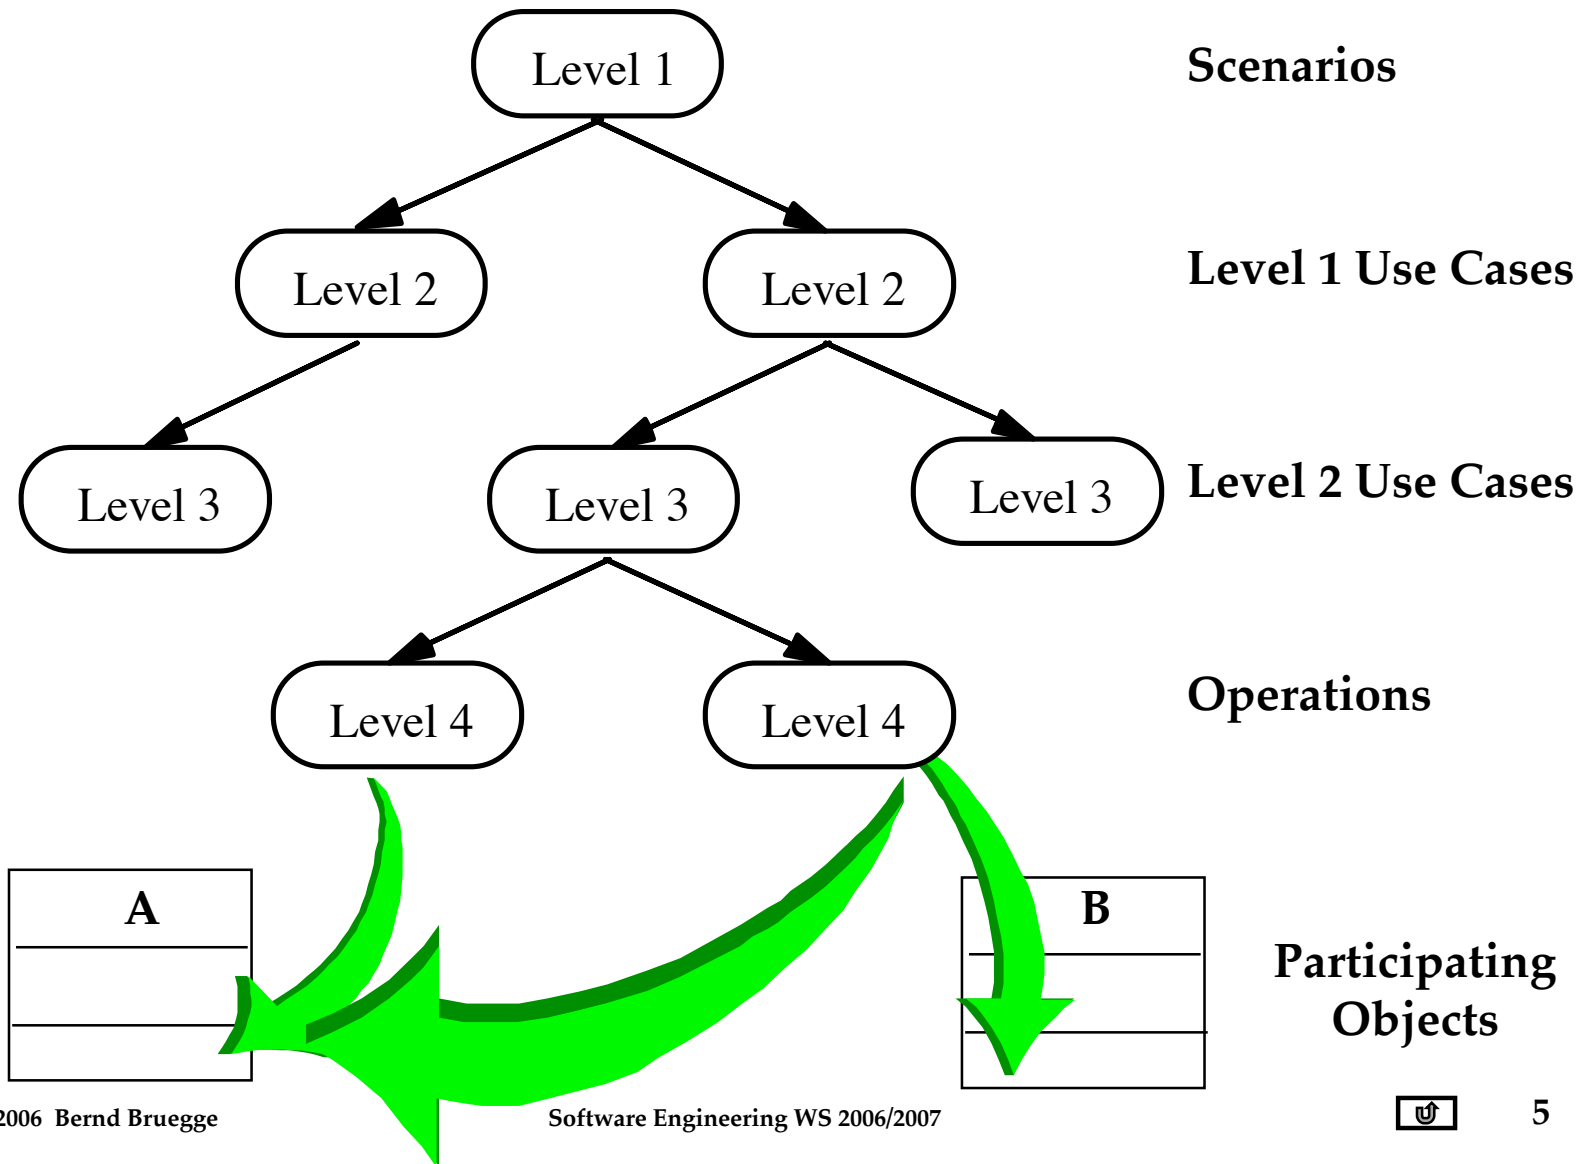 Level 1
Scenarios
Level 2
Level 2
Level 1 Use Cases
Level 3
Level 3
Level 3
Level 2 Use Cases
Level 4
Level 4
Operations
A
B
Participating
Objects
2006 Bernd Bruegge
Software Engineering WS 2006/2007
5